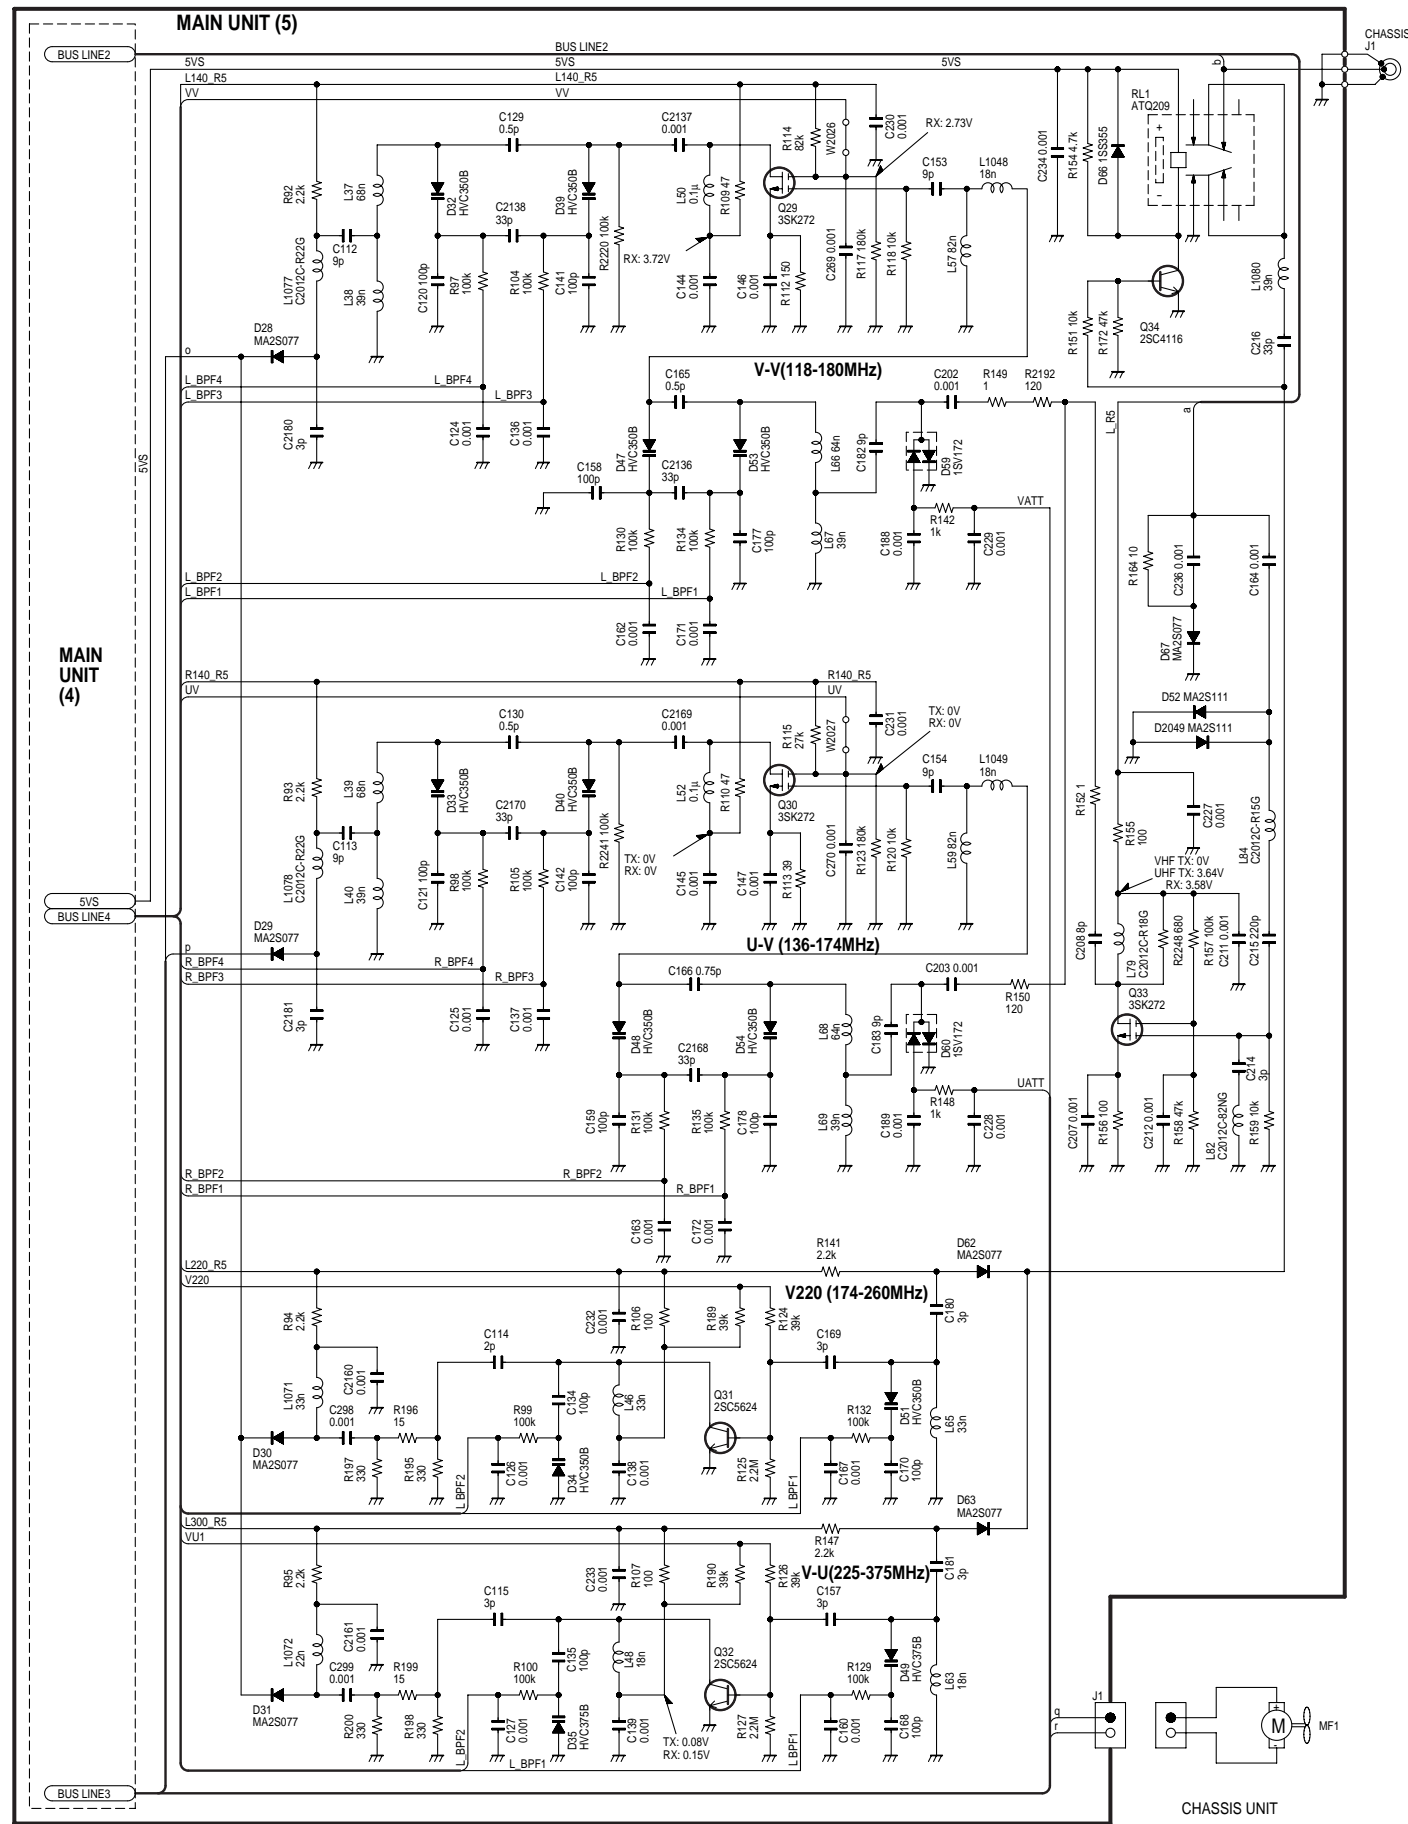 MAIN UNIT (5)
CHASSIS
J1
BUS LINE2
BUS LINE2
5VS
5VS
5VS
b
L140_R5
L140_R5
VV
VV
RL1
ATQ209
+
−
C129
0.5p
C2137
0.001
R114
82k
W2026
C230
0.001
RX: 2.73V
C234 0.001
R154 4.7k
D66 1SS355
C153
9p
L1048
18n
R92
2.2k
L37
68n
D32
HVC350B
D39
HVC350B
L50
0.1µ
R109 47
Q29
3SK272
C2138
33p
R2220 100k
C112
9p
RX: 3.72V
C269 0.001
R117 180k
R118 10k
L57 82n
L1077
C2012C-R22G
L38
39n
C120 100p
R97
100k
R104
100k
C141
100p
C144
0.001
C146
0.001
R112 150
L1080
39n
Q34
2SC4116
R151 10k
R172 47k
C216
33p
D28
MA2S077
o
V-V(118-180MHz)
L_BPF4
L_BPF4
L_BPF3
L_BPF3
C165
0.5p
C202
0.001
R149
1
R2192
120
L_R5
a
C2180
3p
C124
0.001
C136
0.001
D47
HVC350B
D53
HVC350B
L66 64n
C182 9p
D59
1SV172
5VS
C158
100p
C2136
33p
VATT
R130
100k
R134
100k
C177
100p
L67
39n
C188
0.001
R142
1k
C229
0.001
R164 10
C236 0.001
C164 0.001
L_BPF2
L_BPF2
L_BPF1
L_BPF1
C162
0.001
C171
0.001
D67
MA2S077
MAIN
UNIT
(4)
R140_R5
R140_R5
UV
UV
D52 MA2S111
D2049 MA2S111
C130
0.5p
C2169
0.001
R115
27k
W2027
C231
0.001
TX: 0V
RX: 0V
C154
9p
L1049
18n
R93
2.2k
L39
68n
D33
HVC350B
D40
HVC350B
L52
0.1µ
R110 47
Q30
3SK272
C2170
33p
R2241 100k
C113
9p
TX: 0V
RX: 0V
R152 1
R155
100
C227
0.001
L84
C2012C-R15G
L1078
C2012C-R22G
L40
39n
C121 100p
R98
100k
R105
100k
C142
100p
C145
0.001
C147
0.001
R113 39
C270 0.001
R123 180k
R120 10k
L59 82n
VHF TX: 0V
UHF TX: 3.64V
RX: 3.58V
5VS
BUS LINE4
D29
MA2S077
p
U-V (136-174MHz)
C208 8p
L79
C2012C-R18G
R2248 680
R157 100k
C211 0.001
C215 220p
R_BPF4
R_BPF4
R_BPF3
R_BPF3
C166 0.75p
C203 0.001
R150
120
Q33
3SK272
C2181
3p
C125
0.001
C137
0.001
D48
HVC350B
D54
HVC350B
L68
64n
C183 9p
D60
1SV172
C2168
33p
UATT
C214
3p
C159
100p
R131
100k
R135
100k
C178
100p
L69
39n
C189
0.001
R148
1k
C228
0.001
C207 0.001
R156 100
C212 0.001
R158 47k
L82
C2012C-82NG
R159 10k
R_BPF2
R_BPF2
R_BPF1
R_BPF1
C163
0.001
C172
0.001
R141
2.2k
D62
MA2S077
L220_R5
V220
V220 (174-260MHz)
R94
2.2k
C232
0.001
R106
100
R189
39k
R124
39k
C180
3p
C114
2p
C169
3p
C2160
0.001
L1071
33n
C298
0.001
R196
15
R99
100k
C134
100p
L46
33n
Q31
2SC5624
R132
100k
D51
HVC350B
L65
33n
D30
MA2S077
R197
330
R195
330
L_BPF2
C126
0.001
D34
HVC350B
C138
0.001
R125
2.2M
L BPF1
C167
0.001
C170
100p
D63
MA2S077
L300_R5
VU1
R147
2.2k
V-U(225-375MHz)
R95
2.2k
C233
0.001
R107
100
R190
39k
R126
39k
C181
3p
C115
3p
C157
3p
C2161
0.001
L1072
22n
C299
0.001
R199
15
R100
100k
C135
100p
L48
18n
Q32
2SC5624
R129
100k
D49
HVC375B
L63
18n
D31
MA2S077
R200
330
R198
330
L_BPF2
C127
0.001
D35
HVC375B
C139
0.001
R127
2.2M
L BPF1
C160
0.001
C168
100p
TX: 0.08V
RX: 0.15V
L_BPF1
q
r
J1
M
+
-
MF1
BUS LINE3
CHASSIS UNIT